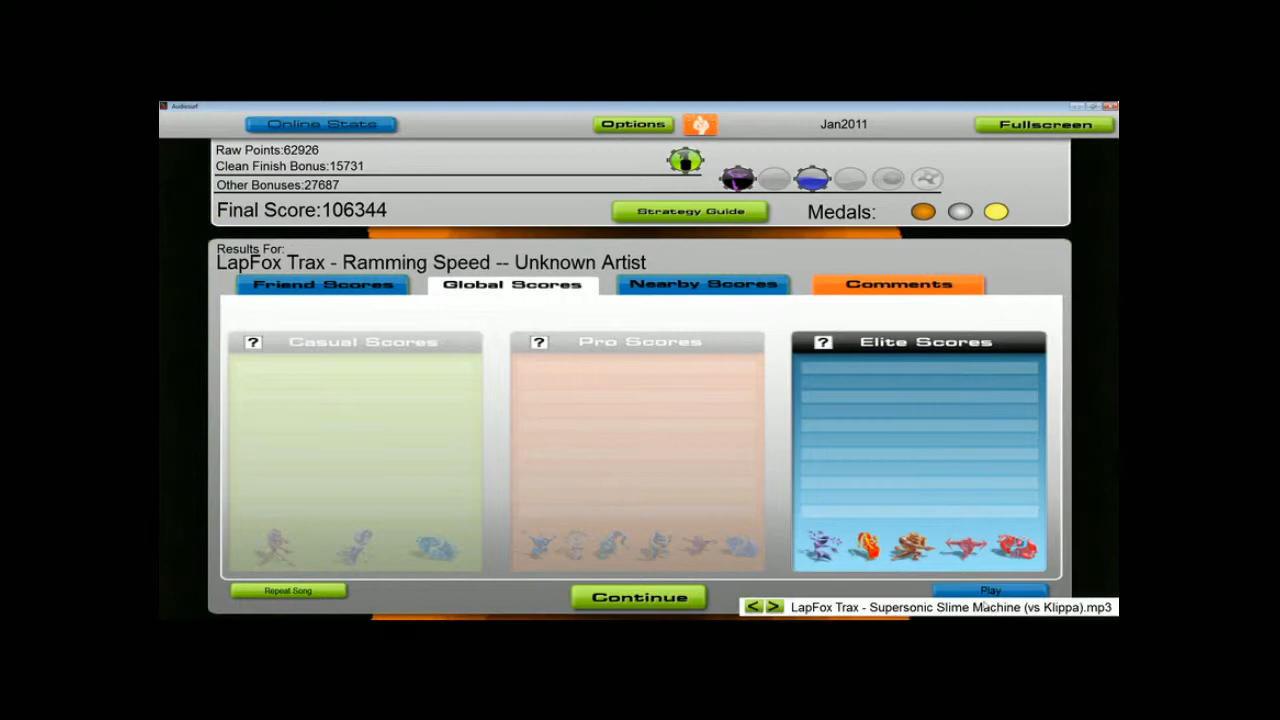 Audiosurf
Online Stats
Options
Jan2011
Fullscreen
Raw Points:62926
Clean Finish Bonus:15731
Other Bonuses:27687
Final Score:106344
Strategy Guide
Medals:
Results For:
LapFox Trax - Ramming Speed -- Unknown Artist
Friend Scores
Global Scores
Nearby Scores
Comments
? Casual Scores
? Pro Scores
? Elite Scores
Repeat Song
Continue
Play
< > LapFox Trax - Supersonic Slime Machine (vs Klippa).mp3